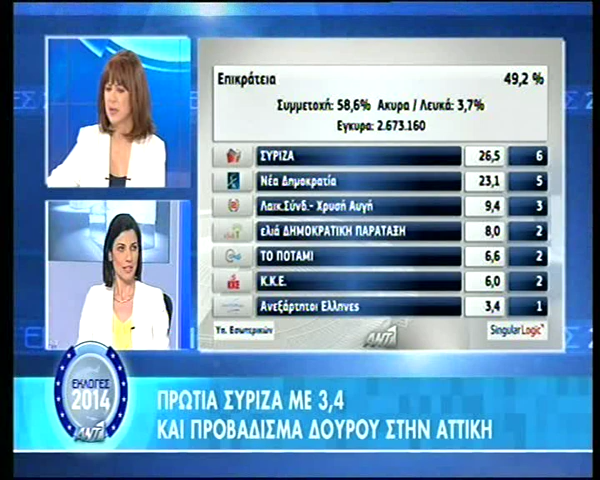 Επικράτεια 49,2 %
Συμμετοχή: 58,6% Ακυρα / Λευκά: 3,7%
Εγκυρα: 2.673.160
ΣΥΡΙΖΑ 26,5 6
Νέα Δημοκρατία 23,1 5
Λαικ.Σύνδ.- Χρυσή Αυγή 9,4 3
ελιά ΔΗΜΟΚΡΑΤΙΚΗ ΠΑΡΑΤΑΞΗ 8,0 2
ΤΟ ΠΟΤΑΜΙ 6,6 2
ΚΚΕ Κ.Κ.Ε. 6,0 2
Ανεξάρτητοι Ελληνες 3,4 1
Υπ. Εσωτερικών ΑΝΤ1 SingularLogic
ΕΚΛΟΓΕΣ
2014
ΑΝΤ1
ΠΡΩΤΙΑ ΣΥΡΙΖΑ ΜΕ 3,4
ΚΑΙ ΠΡΟΒΑΔΙΣΜΑ ΔΟΥΡΟΥ ΣΤΗΝ ΑΤΤΙΚΗ